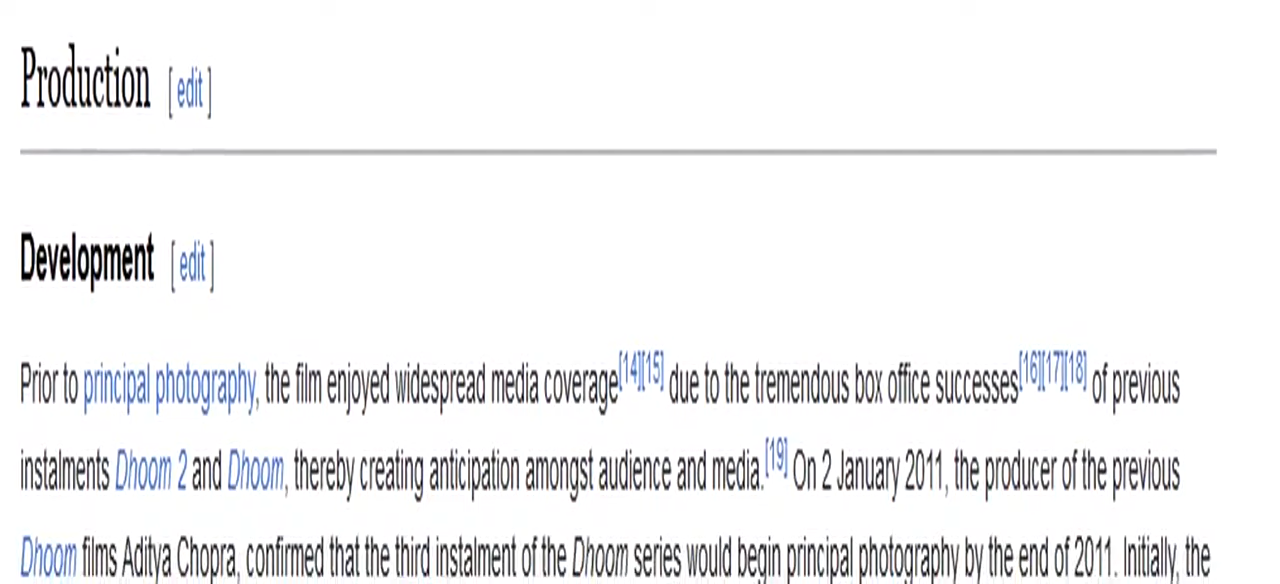 Production [ edit ]
Development [ edit ]
Prior to principal photography, the film enjoyed widespread media coverage[14][15] due to the tremendous box office successes[16][17][18] of previous
instalments Dhoom 2 and Dhoom, thereby creating anticipation amongst audience and media.[19] On 2 January 2011, the producer of the previous
Dhoom films Aditya Chopra, confirmed that the third instalment of the Dhoom series would begin principal photography by the end of 2011. Initially, the